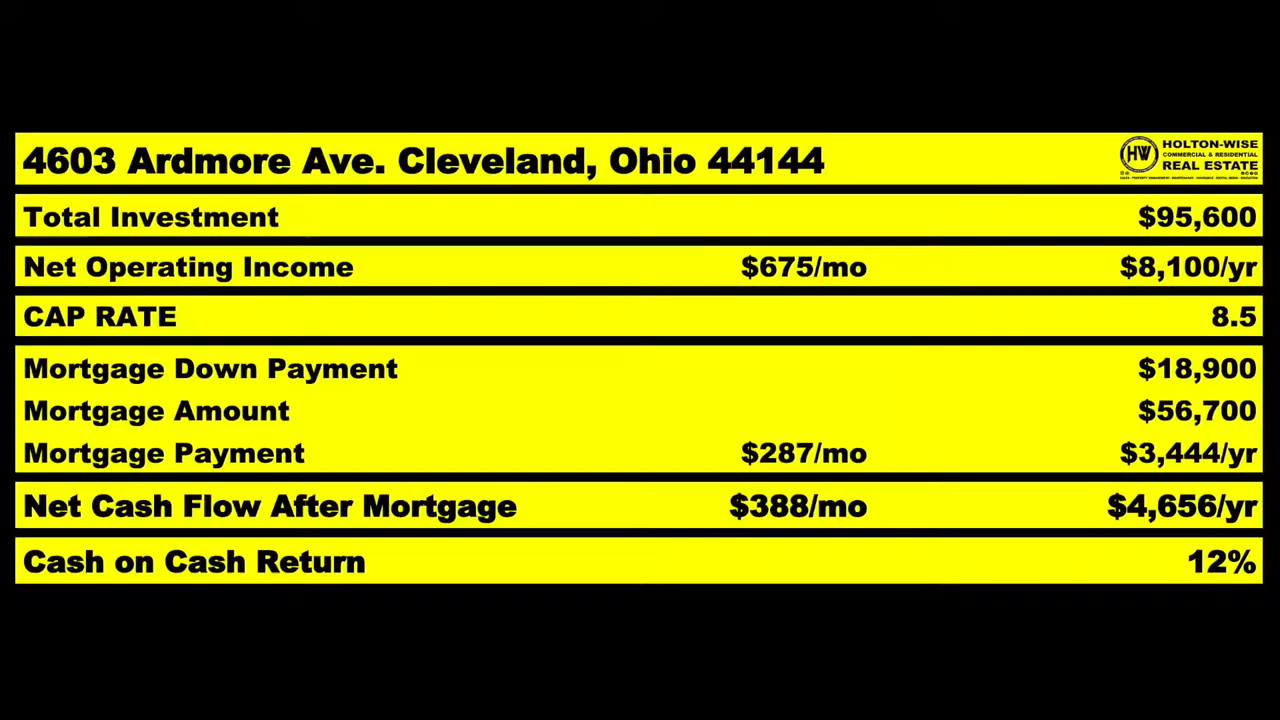 4603 Ardmore Ave. Cleveland, Ohio 44144
HW
HOLTON-WISE
COMMERCIAL & RESIDENTIAL
REAL ESTATE
Total Investment $95,600
Net Operating Income $675/mo $8,100/yr
CAP RATE 8.5
Mortgage Down Payment $18,900
Mortgage Amount $56,700
Mortgage Payment $287/mo $3,444/yr
Net Cash Flow After Mortgage $388/mo $4,656/yr
Cash on Cash Return 12%